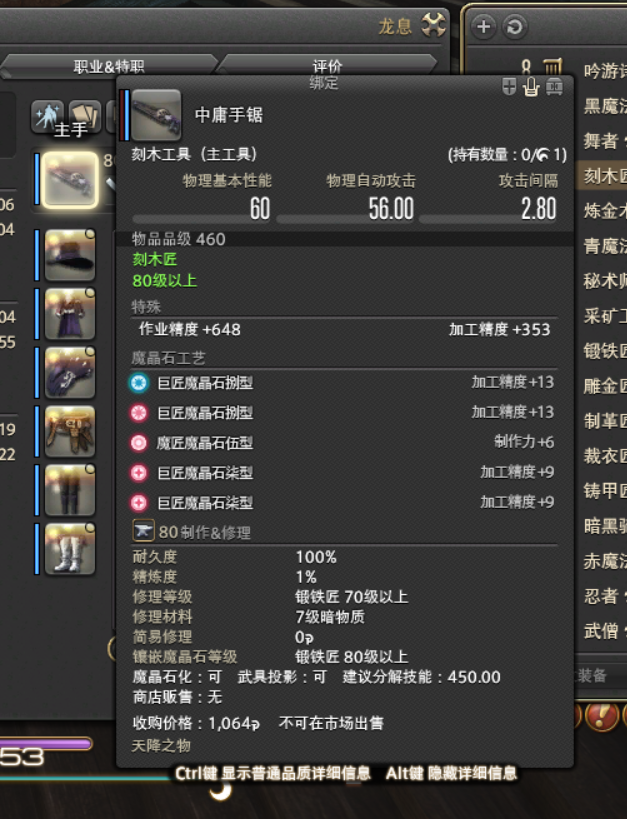 龙息
职业&特职
评价
绑定
主手
中庸手锯
刻木工具（主工具）
(持有数量：0/ 1)
物理基本性能 物理自动攻击 攻击间隔
60 56.00 2.80
物品品级 460
刻木匠
80级以上
特殊
作业精度 +648 加工精度 +353
魔晶石工艺
巨匠魔晶石捌型 加工精度+13
巨匠魔晶石捌型 加工精度+13
魔匠魔晶石伍型 制作力+6
巨匠魔晶石柒型 加工精度+9
巨匠魔晶石柒型 加工精度+9
80 制作&修理
耐久度 100%
精炼度 1%
修理等级 锻铁匠 70级以上
修理材料 7级暗物质
简易修理 0
镶嵌魔晶石等级 锻铁匠 80级以上
魔晶石化：可 武具投影：可 建议分解技能：450.00
商店贩售：无
收购价格：1,064 不可在市场出售
天降之物
Ctrl键 显示普通品质详细信息 Alt键 隐藏详细信息
06
04
04
55
19
22
53
8
吟游诗
黑魔法
舞者
刻木匠
炼金术
青魔法
秘术师
采矿工
锻铁匠
雕金匠
制革匠
裁衣匠
铸甲匠
暗黑骑
赤魔法
忍者
武僧
装备